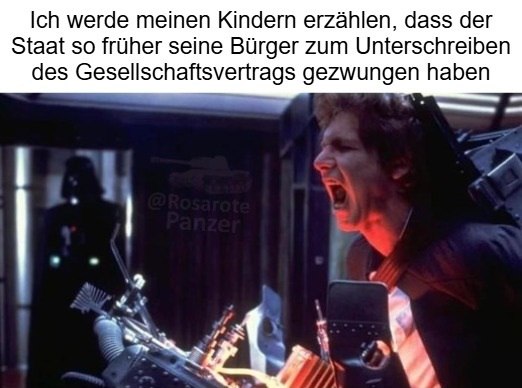 Ich werde meinen Kindern erzählen, dass der
Staat so früher seine Bürger zum Unterschreiben
des Gesellschaftsvertrags gezwungen haben
@Rosarote
Panzer